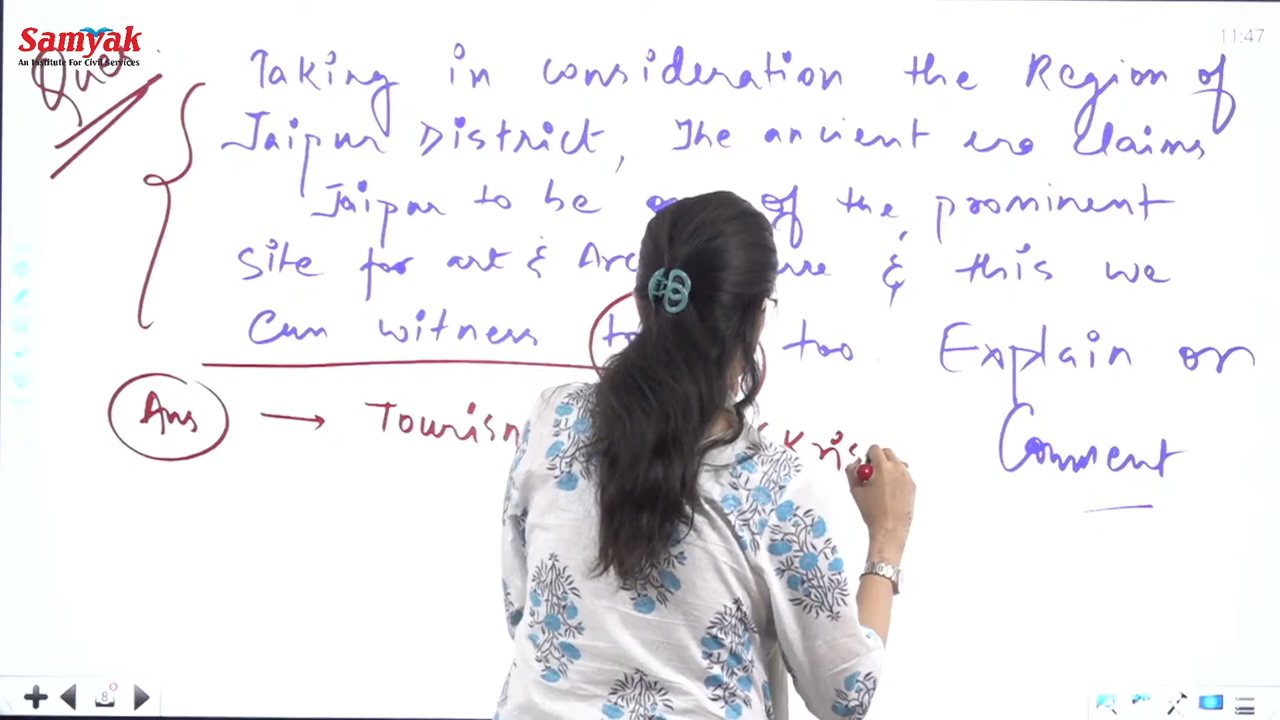 Samyak
An Institute For Civil Services
11:47
Ques
Taking in consideration the Region of
Jaipur District, The ancient era claims
Jaipur to be of the prominent
site for art & & this we
Can witness too Explain or
Comment
Ans → Tourism
8